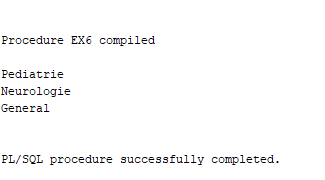 Procedure EX6 compiled
Pediatrie
Neurologie
General
PL/SQL procedure successfully completed.